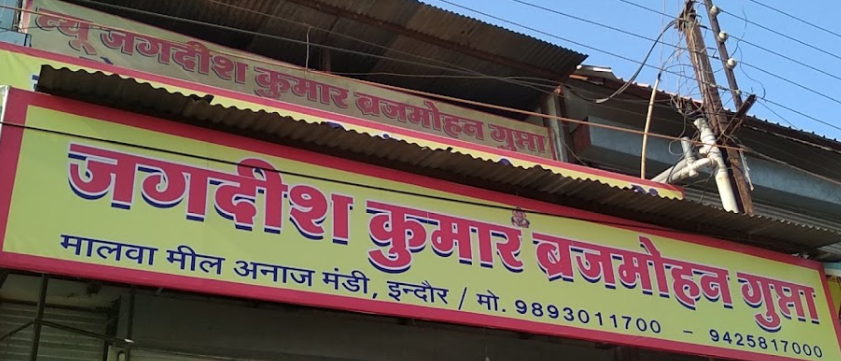 न्यू जगदीश कुमार ब्रजमोहन गुप्ता
जगदीश कुमार ब्रजमोहन गुप्ता
मालवा मील अनाज मंडी, इन्दौर / मो. 9893011700 - 9425817000